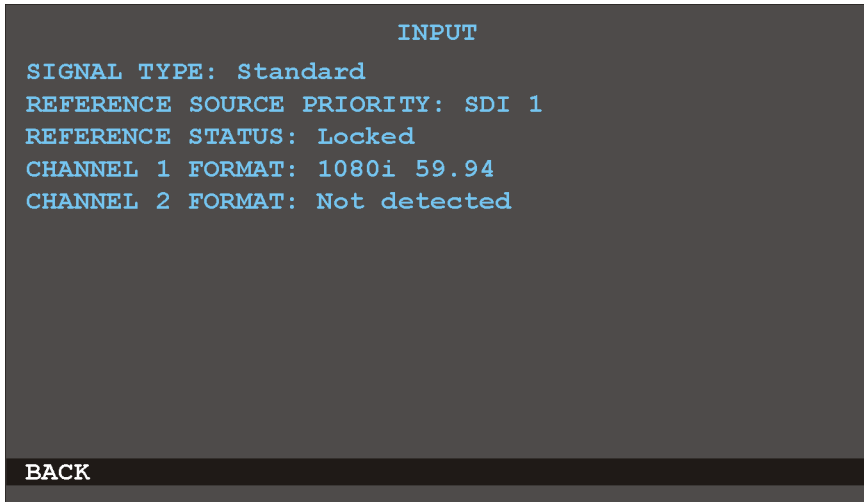 INPUT
SIGNAL TYPE: Standard
REFERENCE SOURCE PRIORITY: SDI 1
REFERENCE STATUS: Locked
CHANNEL 1 FORMAT: 1080i 59.94
CHANNEL 2 FORMAT: Not detected
BACK